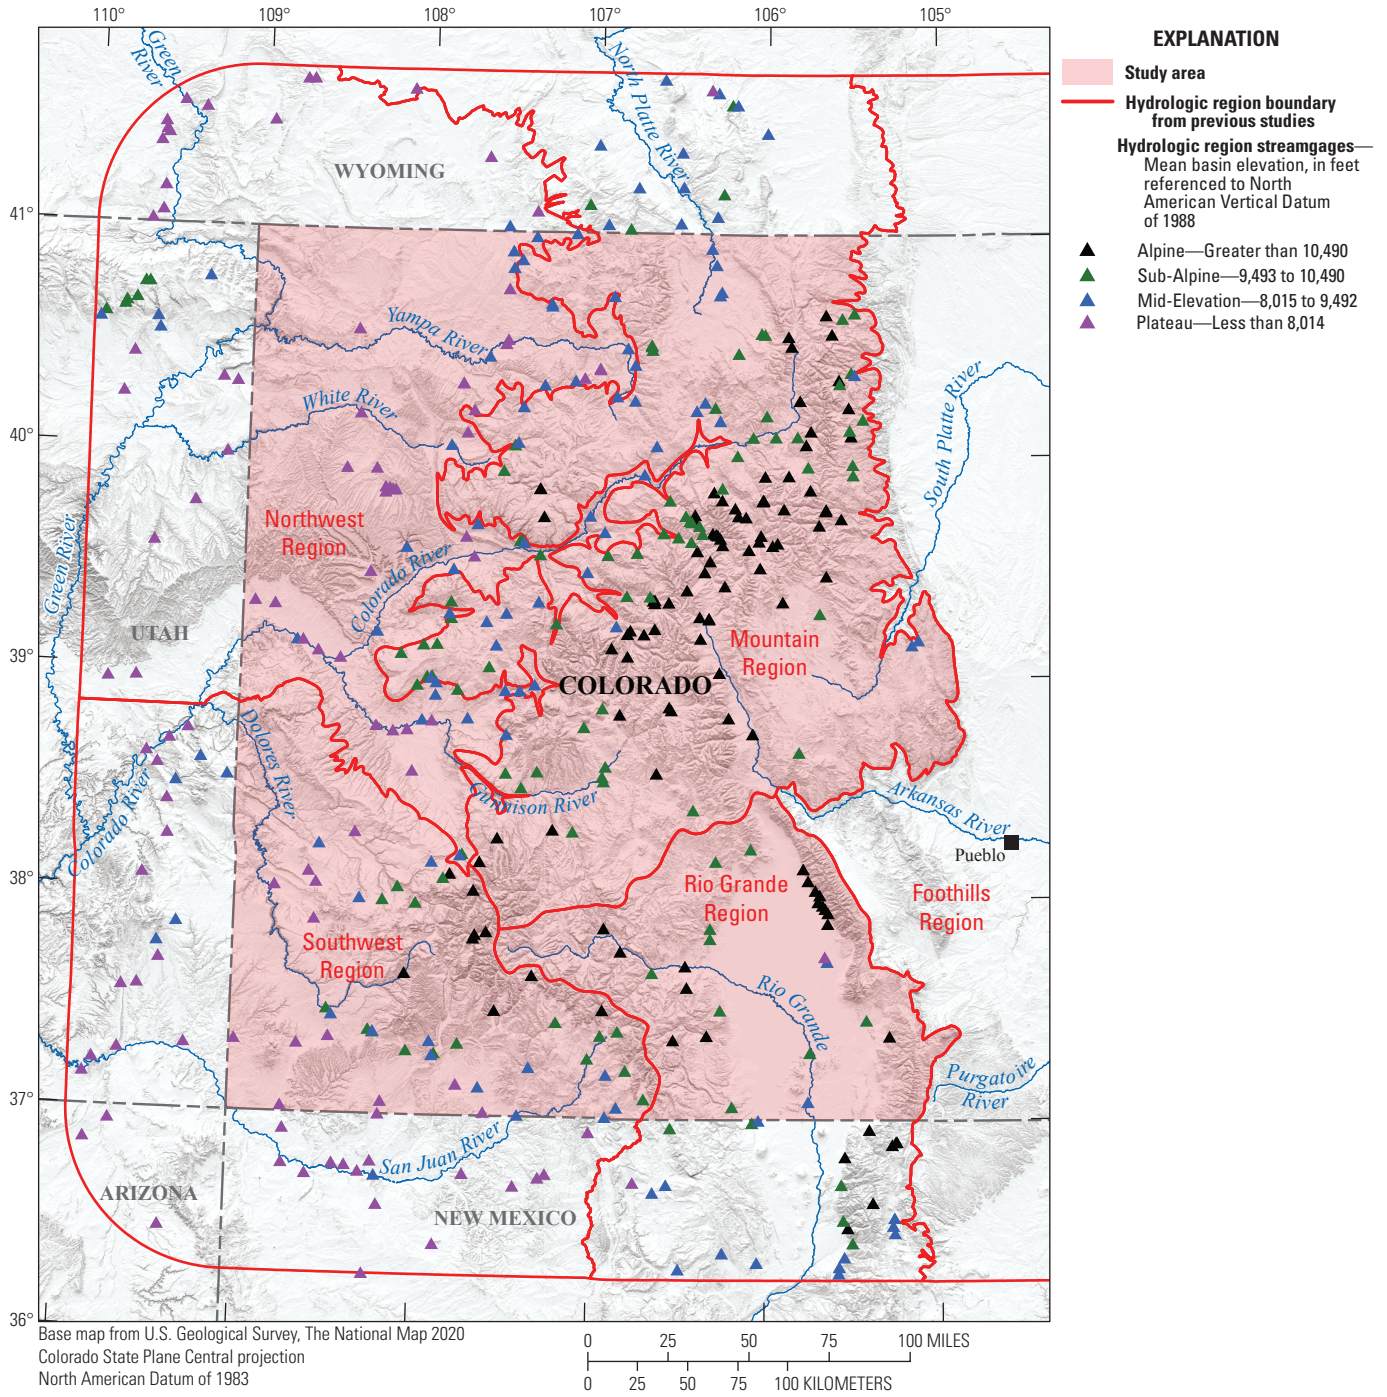 110°
109°
108°
107°
106°
105°
EXPLANATION
Study area
Hydrologic region boundary
from previous studies
Hydrologic region streamgages—
Mean basin elevation, in feet
referenced to North
American Vertical Datum
of 1988
Alpine—Greater than 10,490
Sub-Alpine—9,493 to 10,490
Mid-Elevation—8,015 to 9,492
Plateau—Less than 8,014
Green
River
North Platte River
WYOMING
41°
Yampa River
White River
South Platte River
40°
Northwest
Region
Green River
Colorado River
UTAH
Mountain
Region
39°
COLORADO
Dolores River
Colorado River
Gunnison River
Arkansas
River
Pueblo
38°
Rio Grande
Region
Foothills
Region
Southwest
Region
Rio Grande
Purgatoire
River
37°
San Juan River
ARIZONA
NEW MEXICO
36°
Base map from U.S. Geological Survey, The National Map 2020
Colorado State Plane Central projection
North American Datum of 1983
0 25 50 75 100 MILES
0 25 50 75 100 KILOMETERS